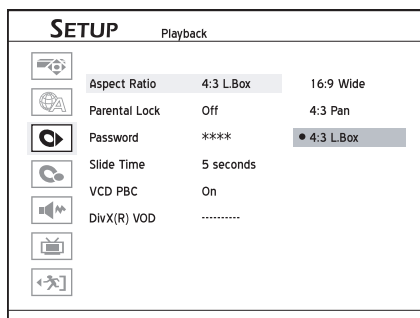 SETUP Playback
Aspect Ratio 4:3 L.Box 16:9 Wide
Parental Lock Off 4:3 Pan
Password **** 4:3 L.Box
Slide Time 5 seconds
VCD PBC On
DivX(R) VOD ----------